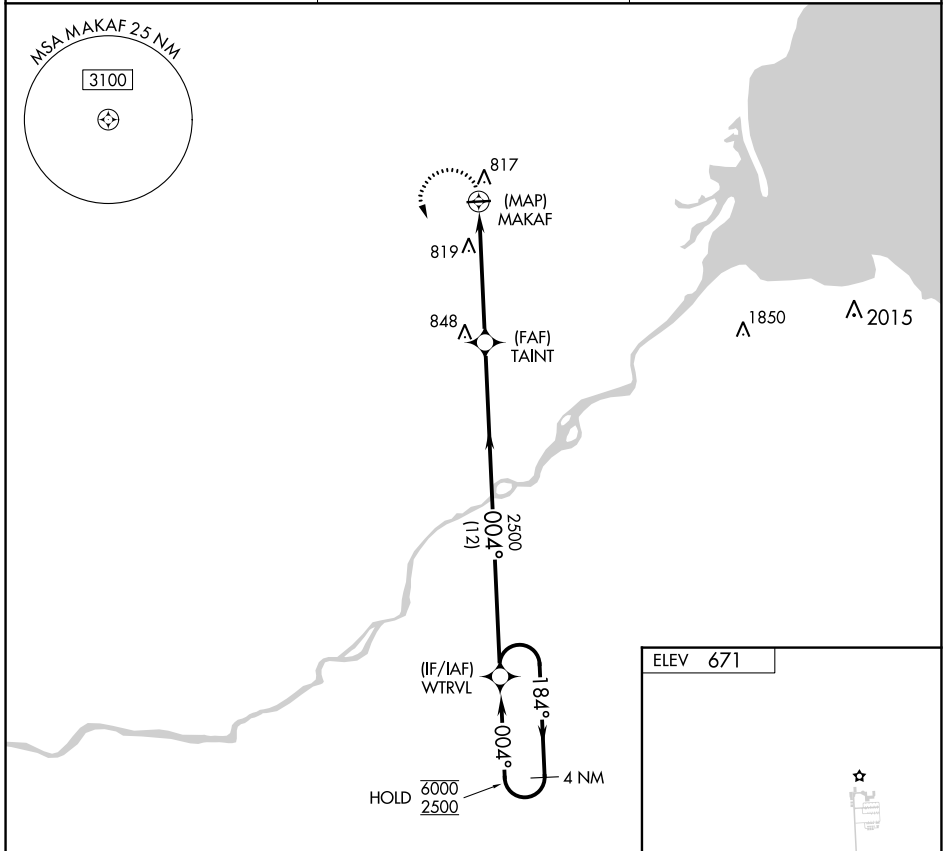 MSA MAKAF 25 NM
3100
817
(MAP)
MAKAF
819
848
(FAF)
TAINT
1850
2015
2500
004°
(12)
(IF/IAF)
WTRVL
184°
004°
4 NM
HOLD 6000
2500
ELEV 671